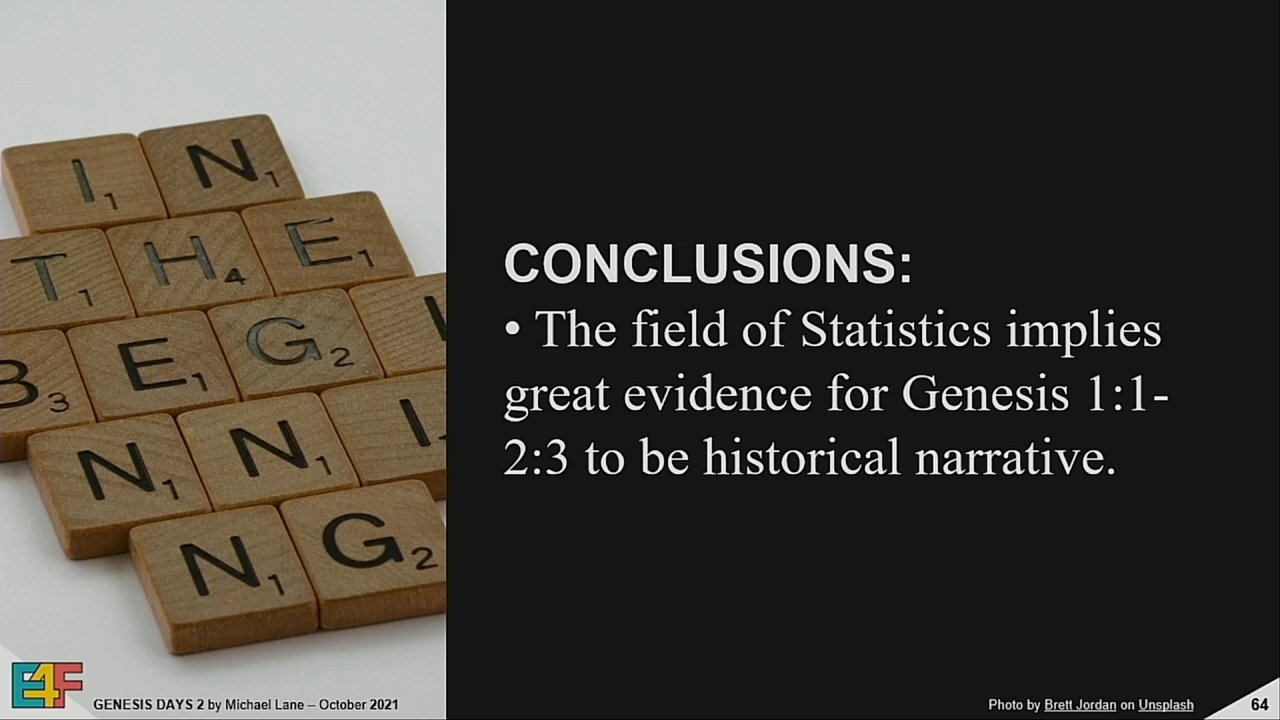 IN
THE
BEGI
NNI
NG
CONCLUSIONS:
• The field of Statistics implies
great evidence for Genesis 1:1-
2:3 to be historical narrative.
E4F
GENESIS DAYS 2 by Michael Lane – October 2021
Photo by Brett Jordan on Unsplash
64